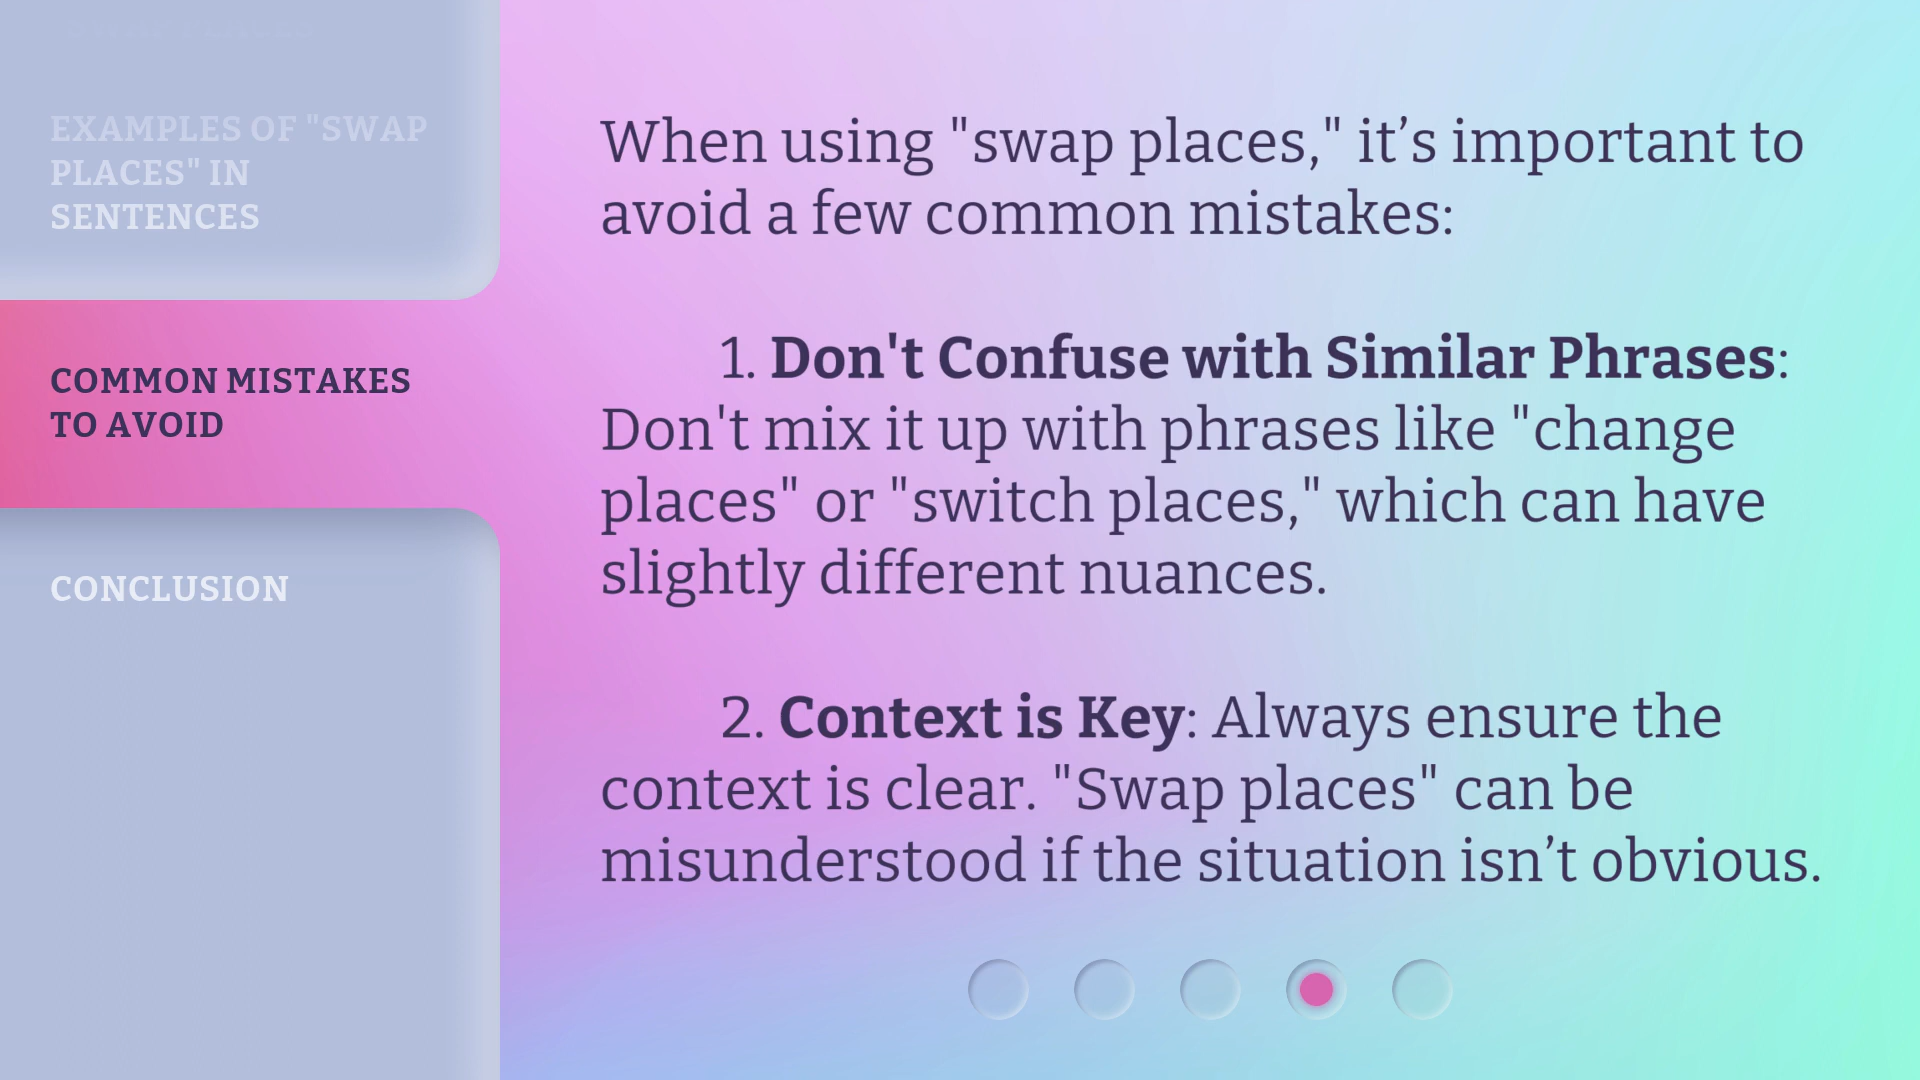 EXAMPLES OF "SWAP
PLACES" IN
SENTENCES
COMMON MISTAKES
TO AVOID
CONCLUSION
When using "swap places," it’s important to
avoid a few common mistakes:
1. Don't Confuse with Similar Phrases:
Don't mix it up with phrases like "change
places" or "switch places," which can have
slightly different nuances.
2. Context is Key: Always ensure the
context is clear. "Swap places" can be
misunderstood if the situation isn’t obvious.